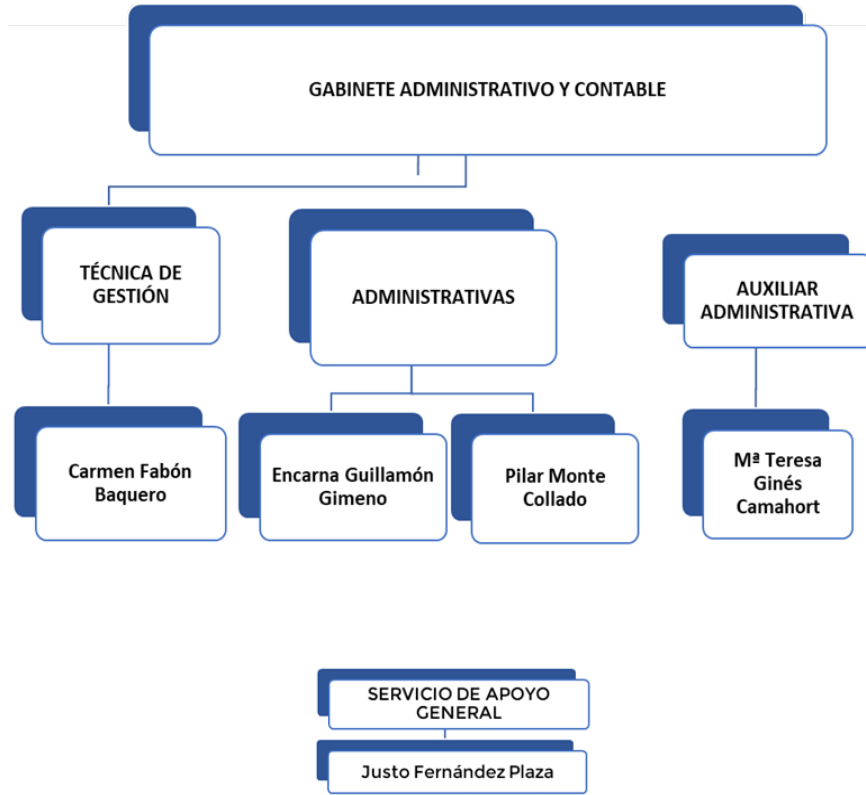 GABINETE ADMINISTRATIVO Y CONTABLE
TÉCNICA DE
GESTIÓN
ADMINISTRATIVAS
AUXILIAR
ADMINISTRATIVA
Carmen Fabón
Baquero
Encarna Guillamón
Gimeno
Pilar Monte
Collado
Mª Teresa
Ginés
Camahort
SERVICIO DE APOYO
GENERAL
Justo Fernández Plaza